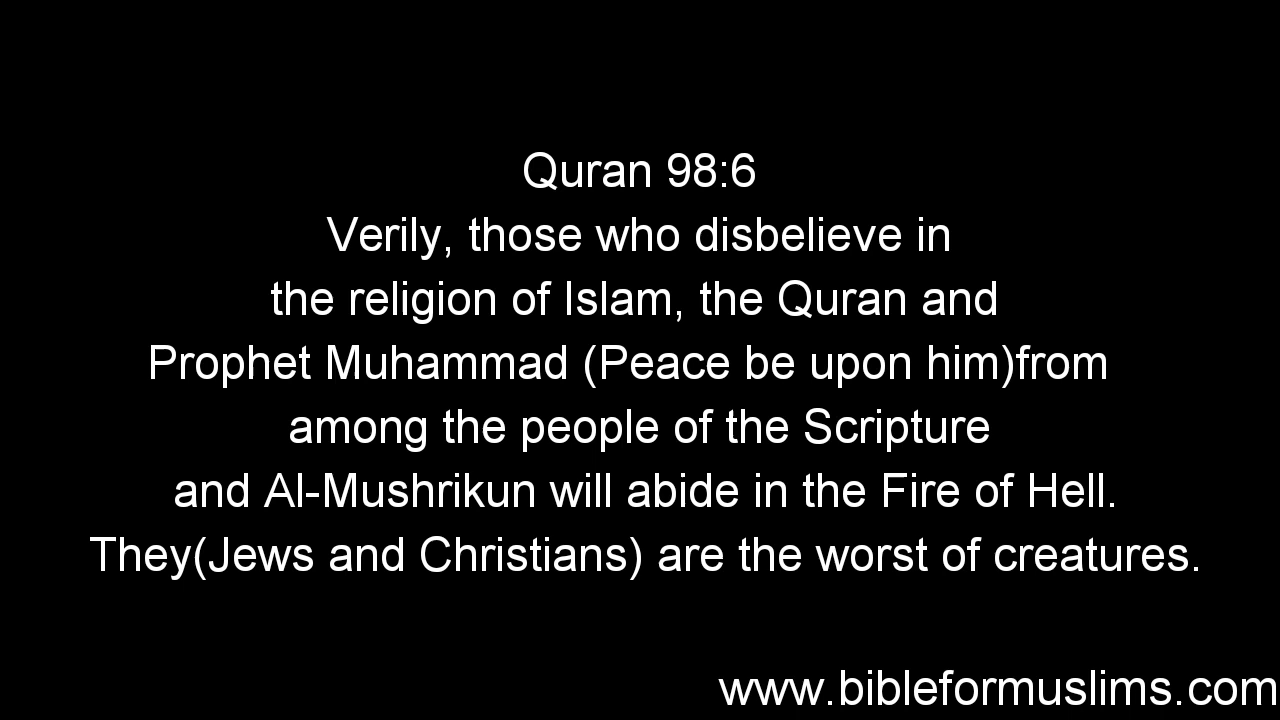 Quran 98:6
Verily, those who disbelieve in
the religion of Islam, the Quran and
Prophet Muhammad (Peace be upon him)from
among the people of the Scripture
and Al-Mushrikun will abide in the Fire of Hell.
They(Jews and Christians) are the worst of creatures.
www.bibleformuslims.com